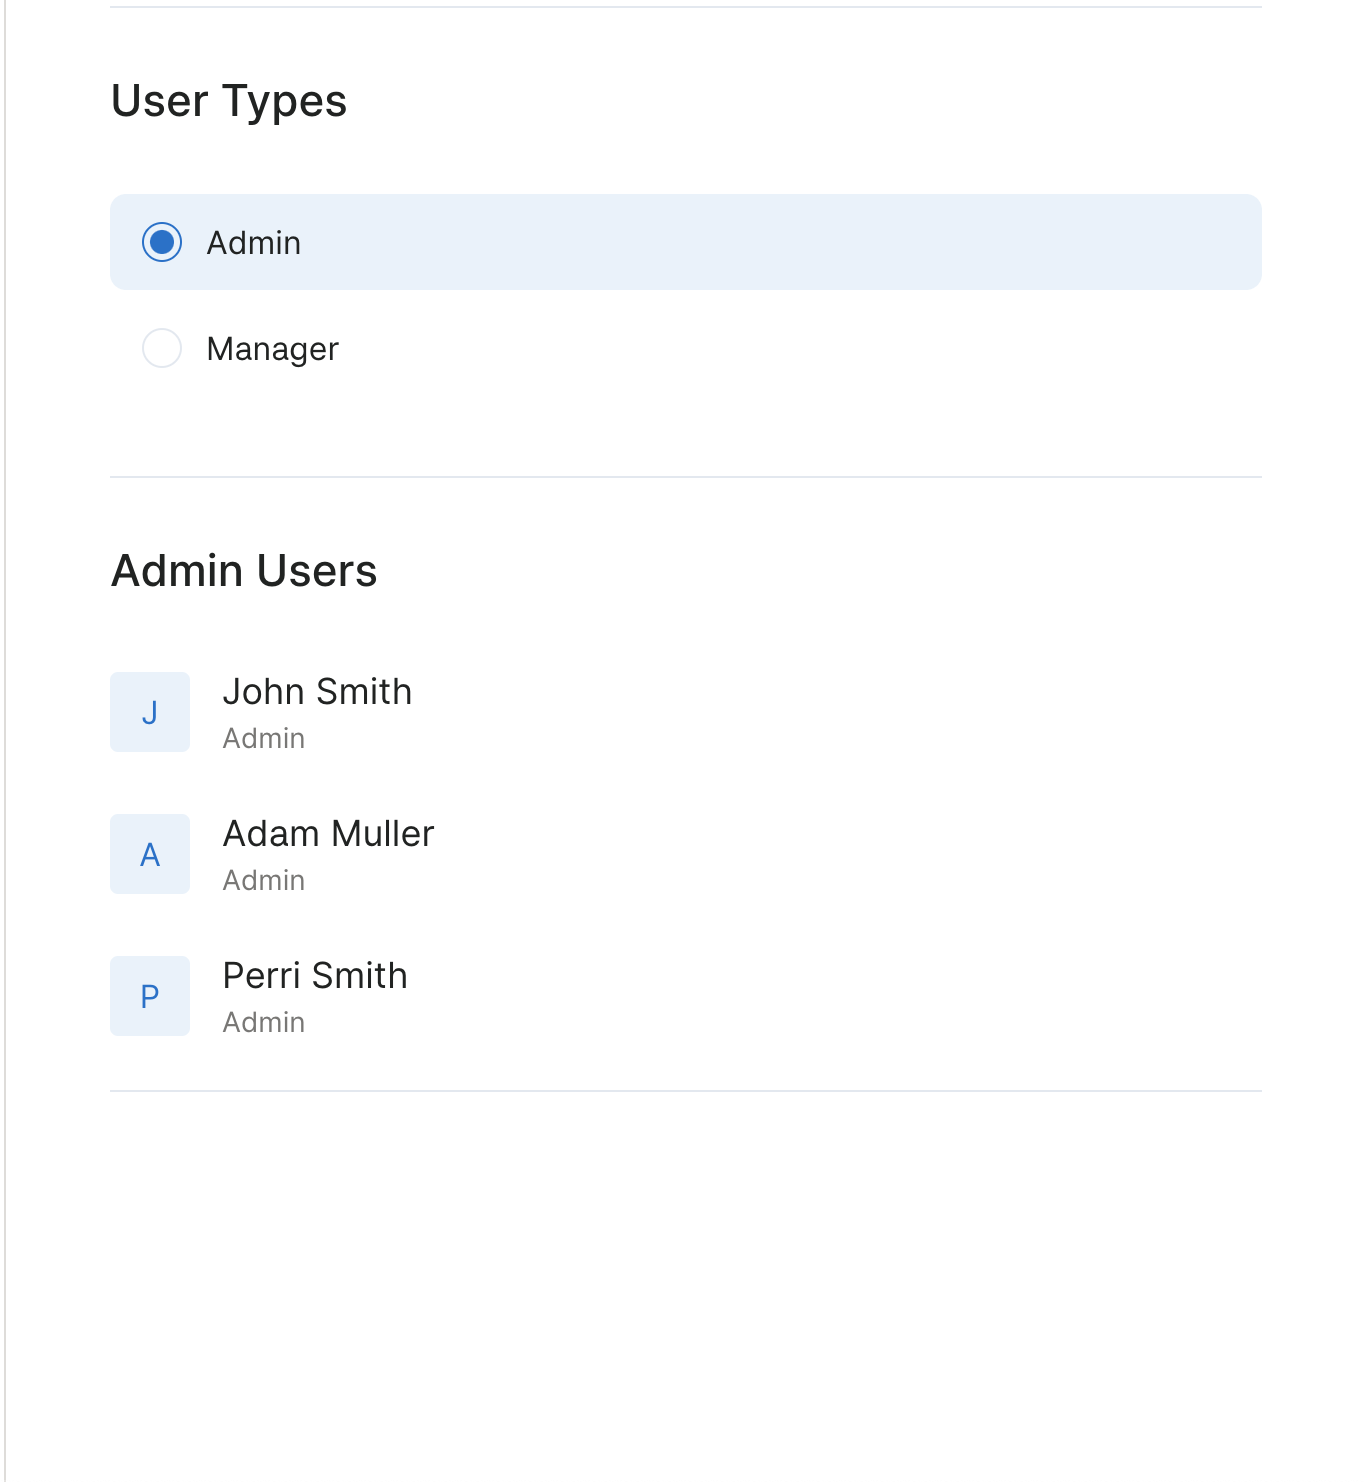 User Types
Admin
Manager
Admin Users
J
John Smith
Admin
A
Adam Muller
Admin
P
Perri Smith
Admin